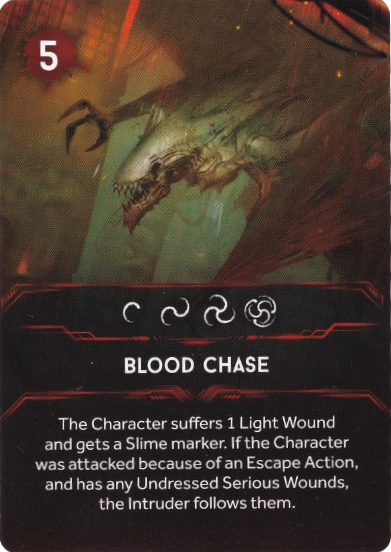 5
BLOOD CHASE
The Character suffers 1 Light Wound
and gets a Slime marker. If the Character
was attacked because of an Escape Action,
and has any Undressed Serious Wounds,
the Intruder follows them.